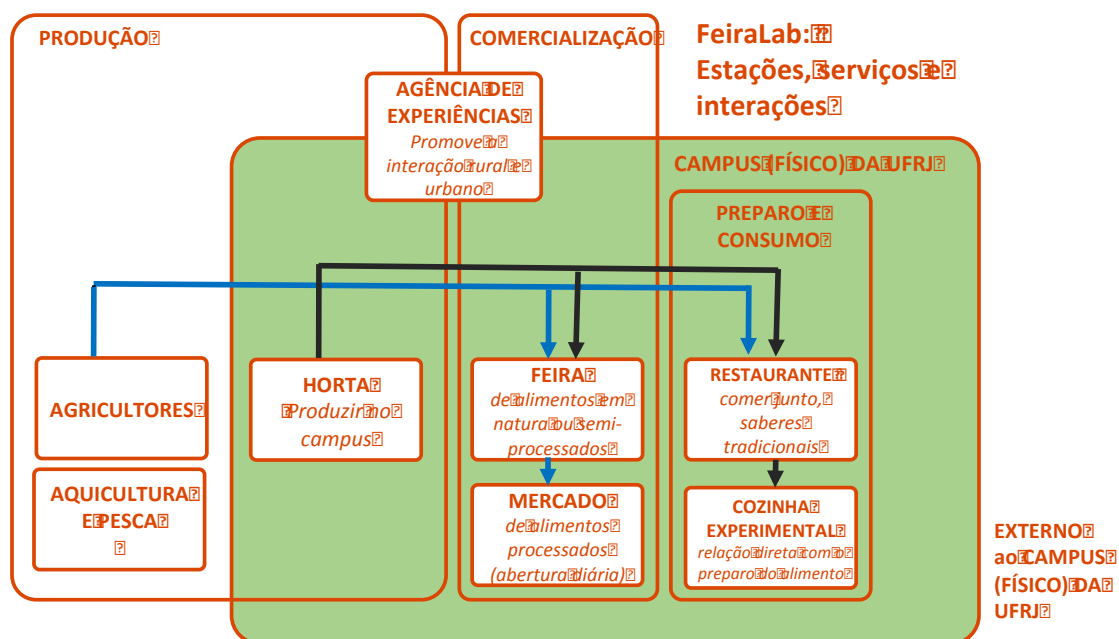 PRODUÇÃO
COMERCIALIZAÇÃO
FeiraLab:
Estações, serviços e
interações
AGÊNCIA DE
EXPERIÊNCIAS
Promove a
interação rural e
urbano
CAMPUS (FÍSICO) DA UFRJ
PREPARO E
CONSUMO
AGRICULTORES
HORTA
Produzir no
campus
FEIRA
de alimentos em
natura ou semi-
processados
RESTAURANTE
comer junto,
saberes
tradicionais
AQUICULTURA
E PESCA
MERCADO
de alimentos
processados
(abertura diária)
COZINHA
EXPERIMENTAL
relação direta com o
preparo do alimento
EXTERNO
ao CAMPUS
(FÍSICO) DA
UFRJ